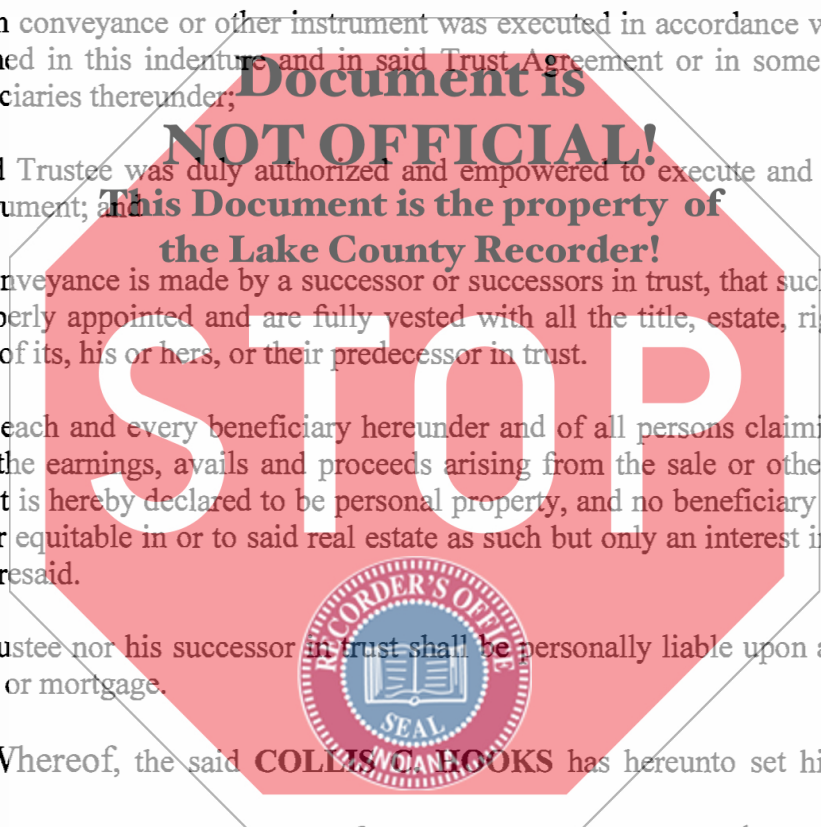 n conveyance or other instrument was executed in accordance
ned in this indenture and in said Trust Agreement or in some
ciaries thereunder;
Document is
NOT OFFICIAL!
d Trustee was duly authorized and empowered to execute and
ument; and
This Document is the property of
the Lake County Recorder!
nveyance is made by a successor or successors in trust, that such
perly appointed and are fully vested with all the title, estate,
of its, his or hers, or their predecessor in trust.
STOP
each and every beneficiary hereunder and of all persons claimi
the earnings, avails and proceeds arising from the sale or othe
t is hereby declared to be personal property, and no beneficiary
r equitable in or to said real estate as such but only an interest
resaid.
RECORDER'S OFFICE
SEAL
INDIANA
ustee nor his successor in trust shall be personally liable upon
or mortgage.
Whereof, the said COLLIS C. HOOKS has hereunto set